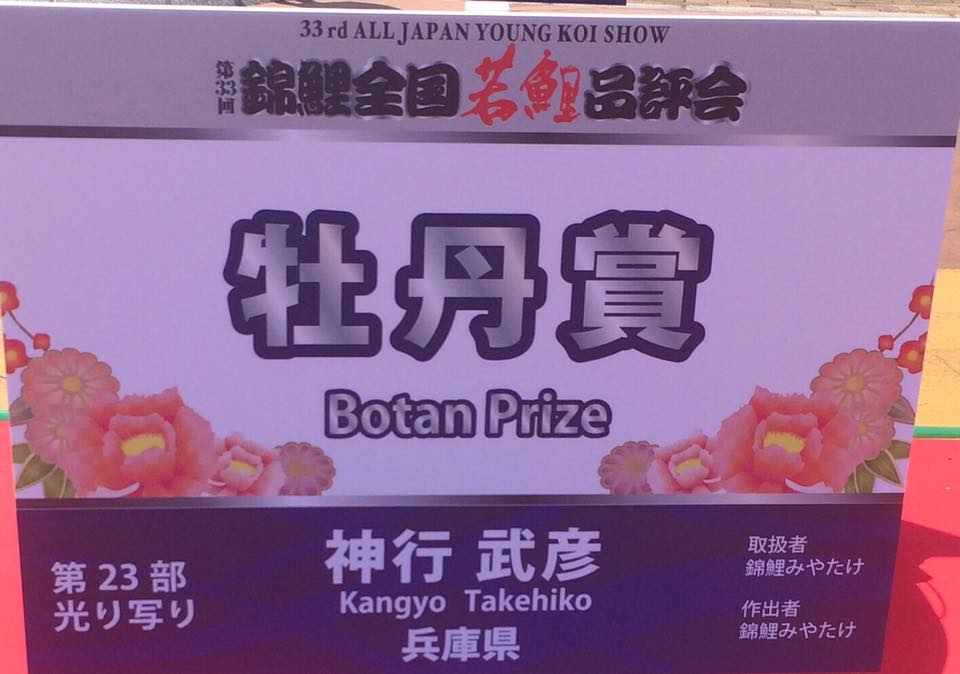 33rd ALL JAPAN YOUNG KOI SHOW
第33回 錦鯉全国若鯉品評会
牡丹賞
Botan Prize
第23部
光り写り
神行 武彦
Kangyo Takehiko
兵庫県
取扱者
錦鯉みやたけ
作出者
錦鯉みやたけ